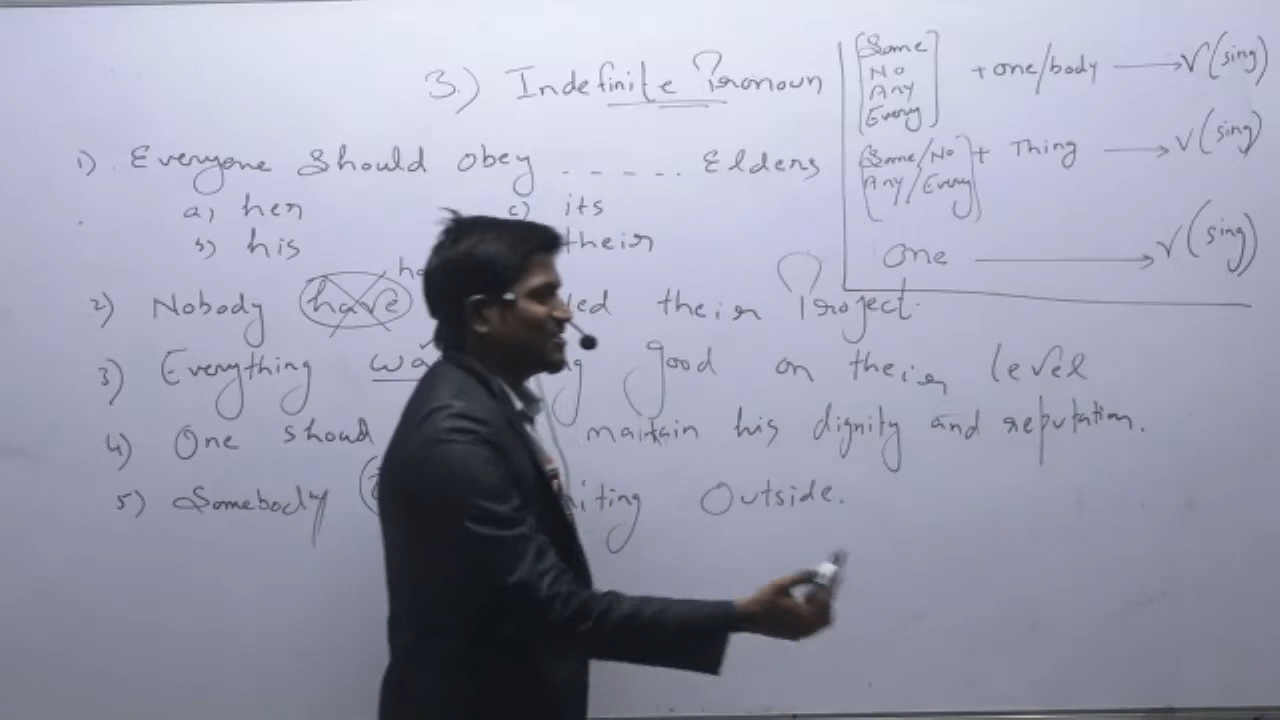 3.) Indefinite Pronoun
1). Everyone should obey ------ Elders
a) her
c) its
b) his
their
2) Nobody have their Project.
3) Everything good on their level
4) One shoud maintain his dignity and reputation.
5) Somebody Outside.
Some
No
Any
Every
+ one/body → V(sing)
Some/No
Any/Every
+ Thing → V(sing)
one → V(sing)